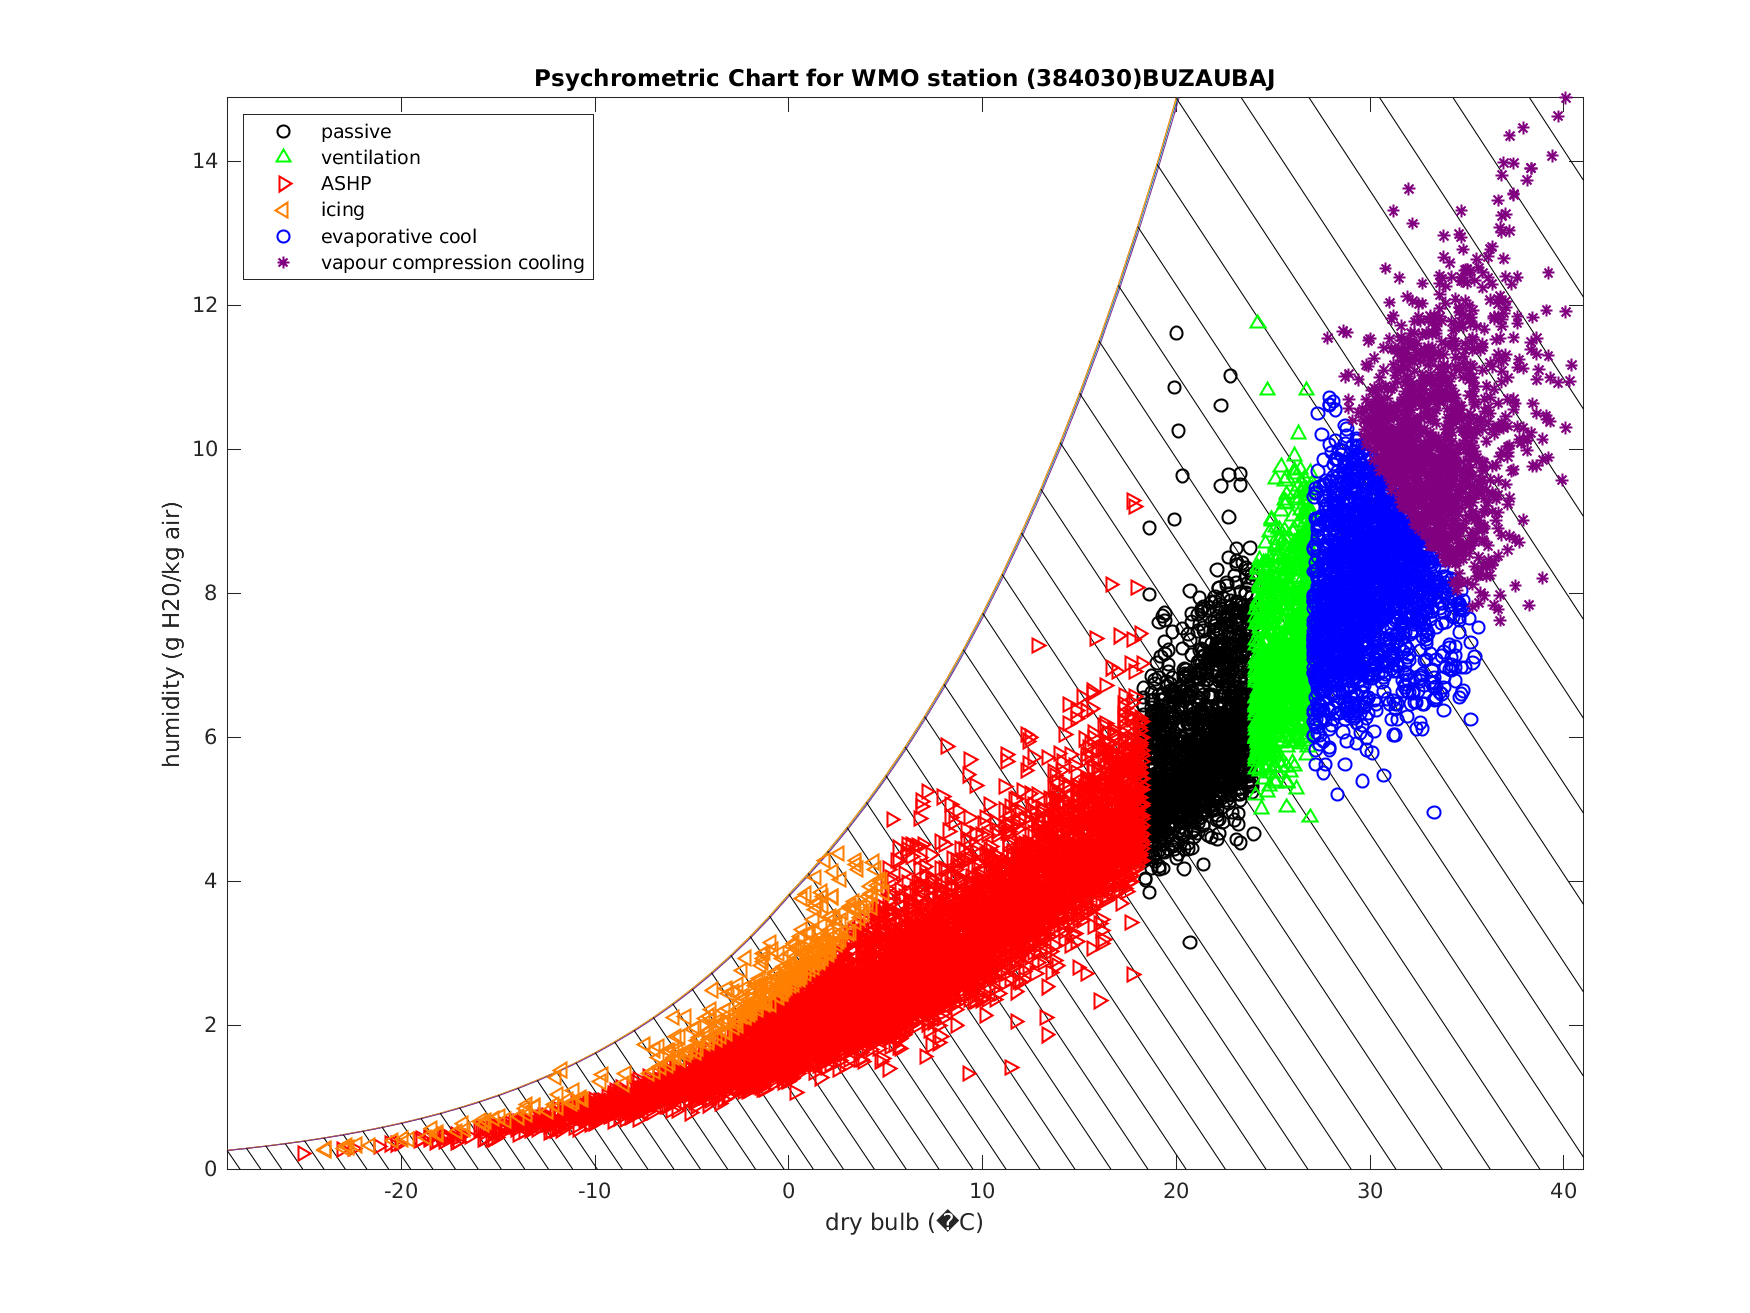 Psychrometric Chart for WMO station (384030)BUZAUBAJ
passive
ventilation
ASHP
icing
evaporative cool
vapour compression cooling
humidity (g H20/kg air)
14
12
10
8
6
4
2
0
-20 -10 0 10 20 30 40
dry bulb (�C)